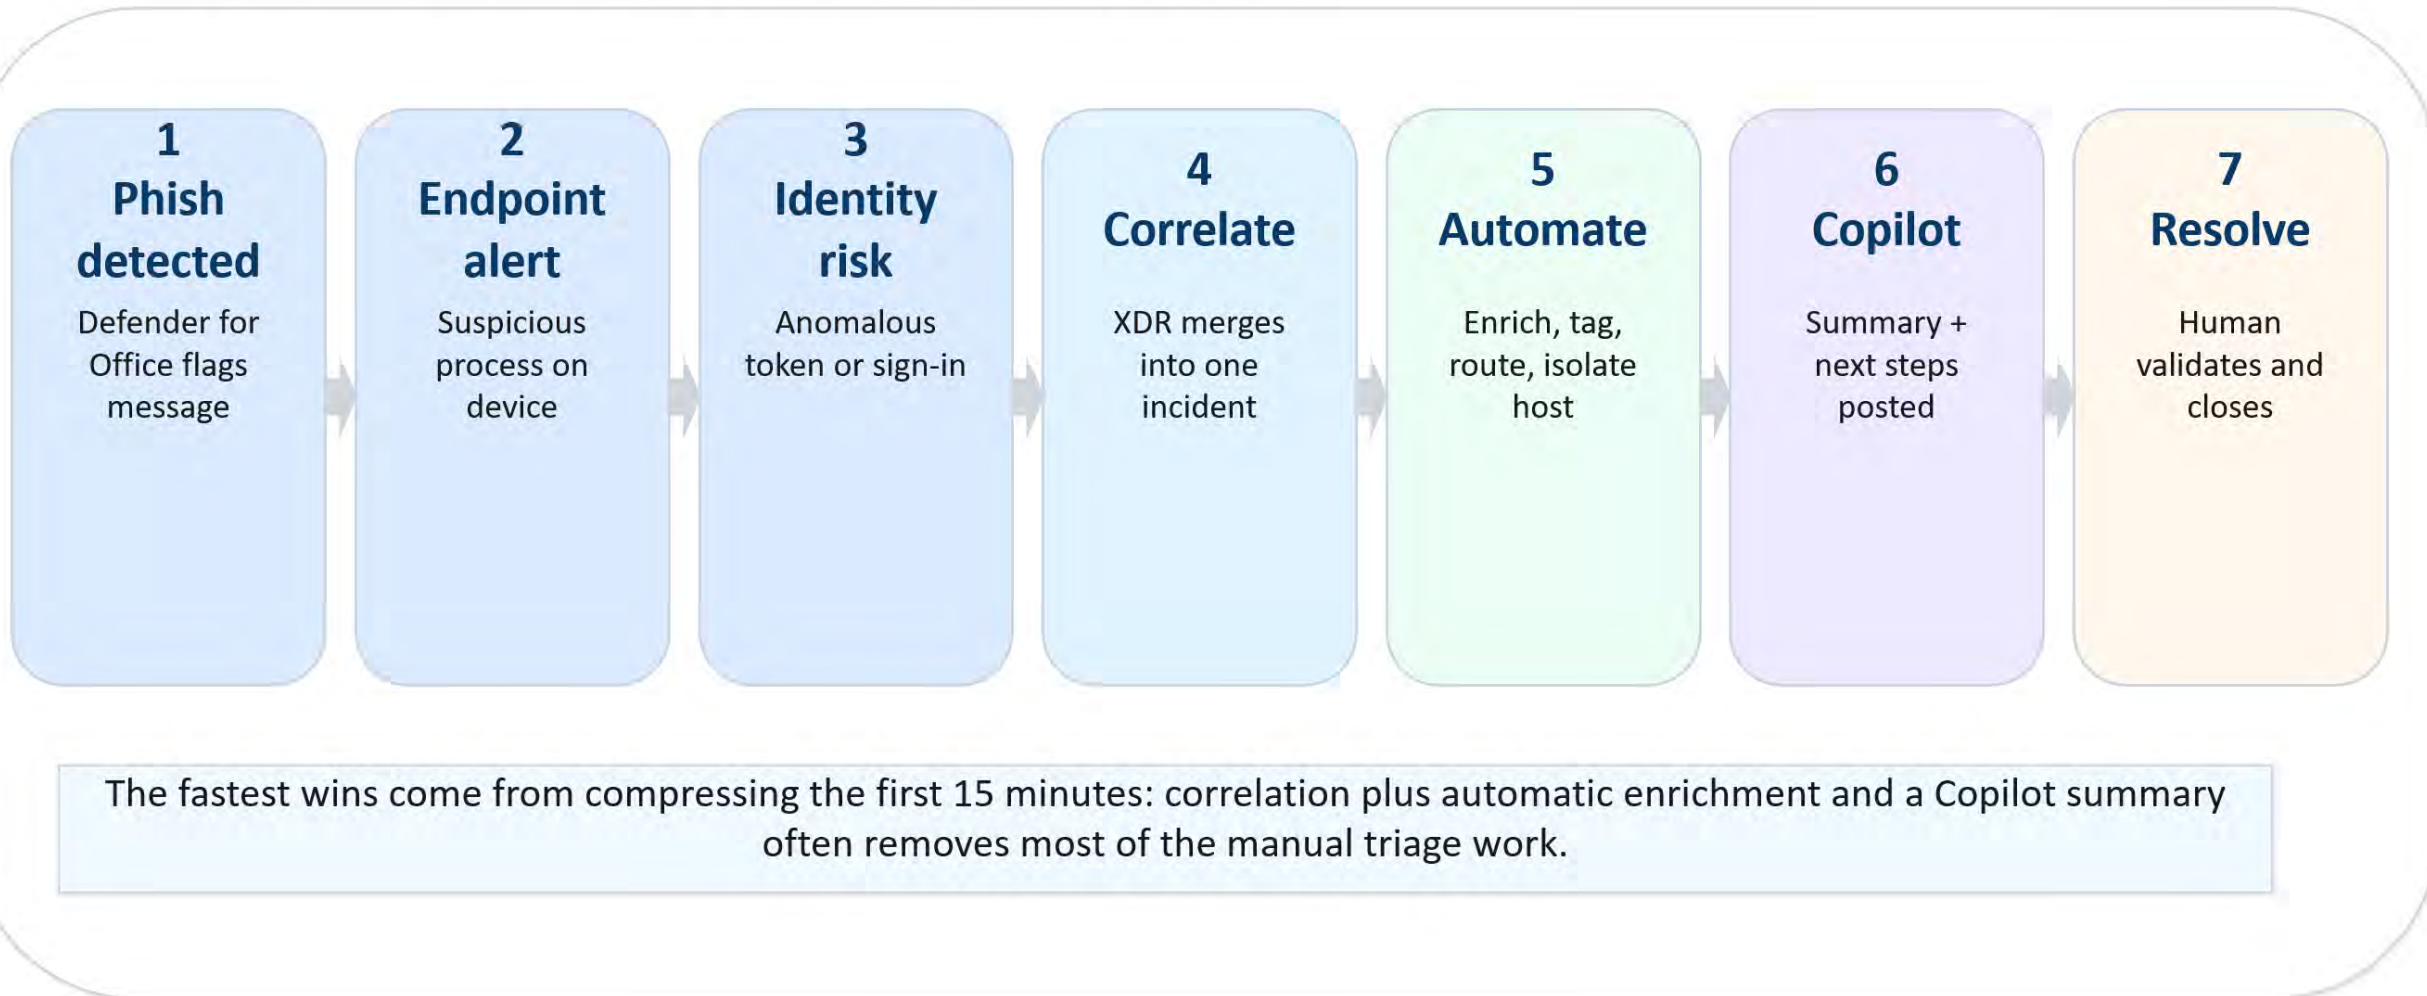 1
Phish
detected
Defender for
Office flags
message
2
Endpoint
alert
Suspicious
process on
device
3
Identity
risk
Anomalous
token or sign-in
4
Correlate
XDR merges
into one
incident
5
Automate
Enrich, tag,
route, isolate
host
6
Copilot
Summary +
next steps
posted
7
Resolve
Human
validates and
closes
The fastest wins come from compressing the first 15 minutes: correlation plus automatic enrichment and a Copilot summary
often removes most of the manual triage work.